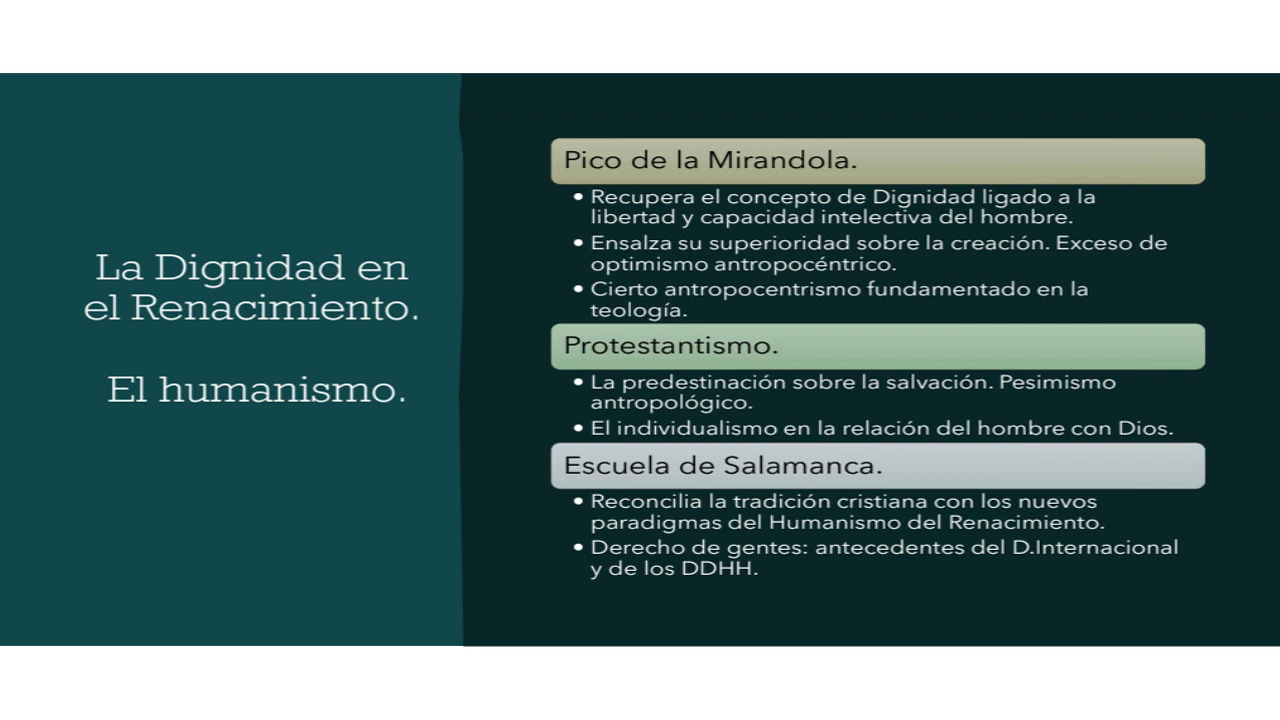 La Dignidad en
el Renacimiento.
El humanismo.
Pico de la Mirandola.
• Recupera el concepto de Dignidad ligado a la
libertad y capacidad intelectiva del hombre.
• Ensalza su superioridad sobre la creación. Exceso de
optimismo antropocéntrico.
• Cierto antropocentrismo fundamentado en la
teología.
Protestantismo.
• La predestinación sobre la salvación. Pesimismo
antropológico.
• El individualismo en la relación del hombre con Dios.
Escuela de Salamanca.
• Reconcilia la tradición cristiana con los nuevos
paradigmas del Humanismo del Renacimiento.
• Derecho de gentes: antecedentes del D.Internacional
y de los DDHH.